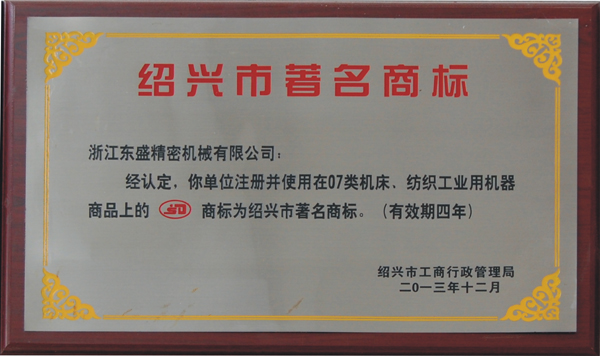 绍兴市著名商标
浙江东盛精密机械有限公司：
经认定，你单位注册并使用在07类机床、纺织工业用机器
商品上的 商标为绍兴市著名商标。（有效期四年）
绍兴市工商行政管理局
二〇一三年十二月